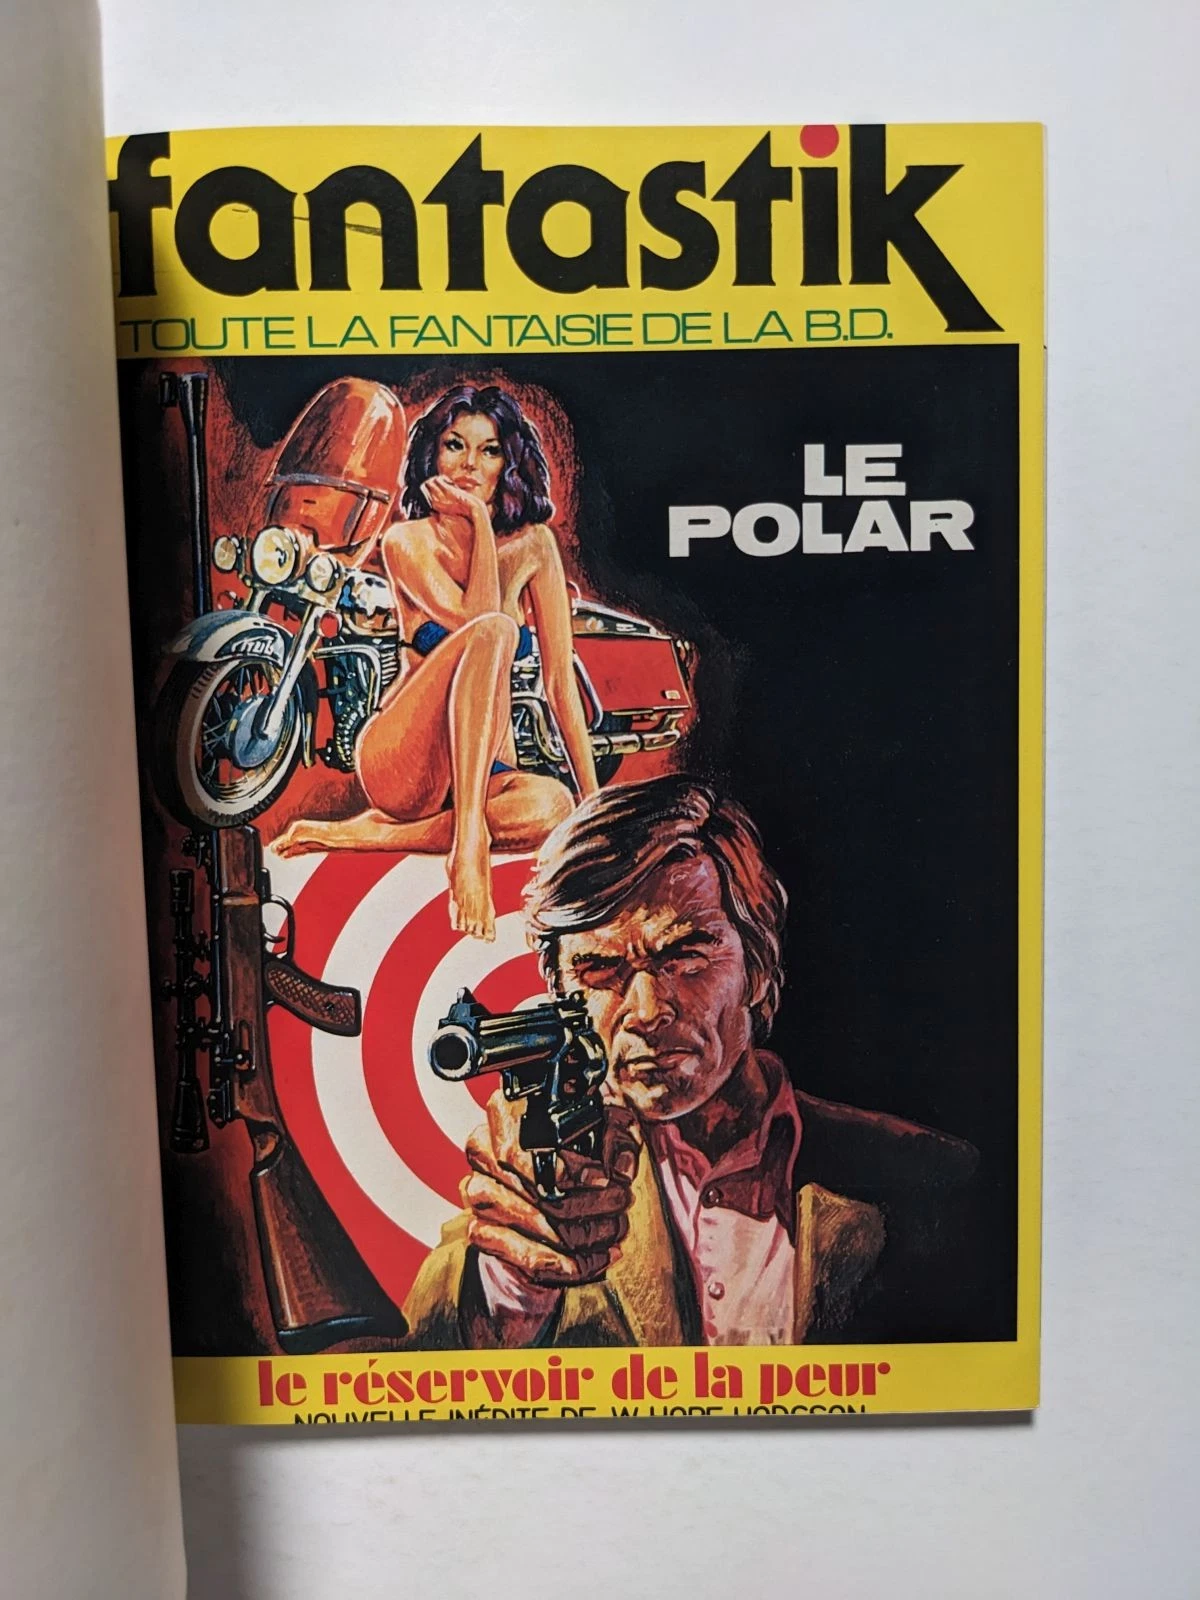 fantastik
TOUTE LA FANTAISIE DE LA B.D.
LE
POLAR
le réservoir de la peur
NOUVELLE INÉDITE DE W. HOPE HODGSON